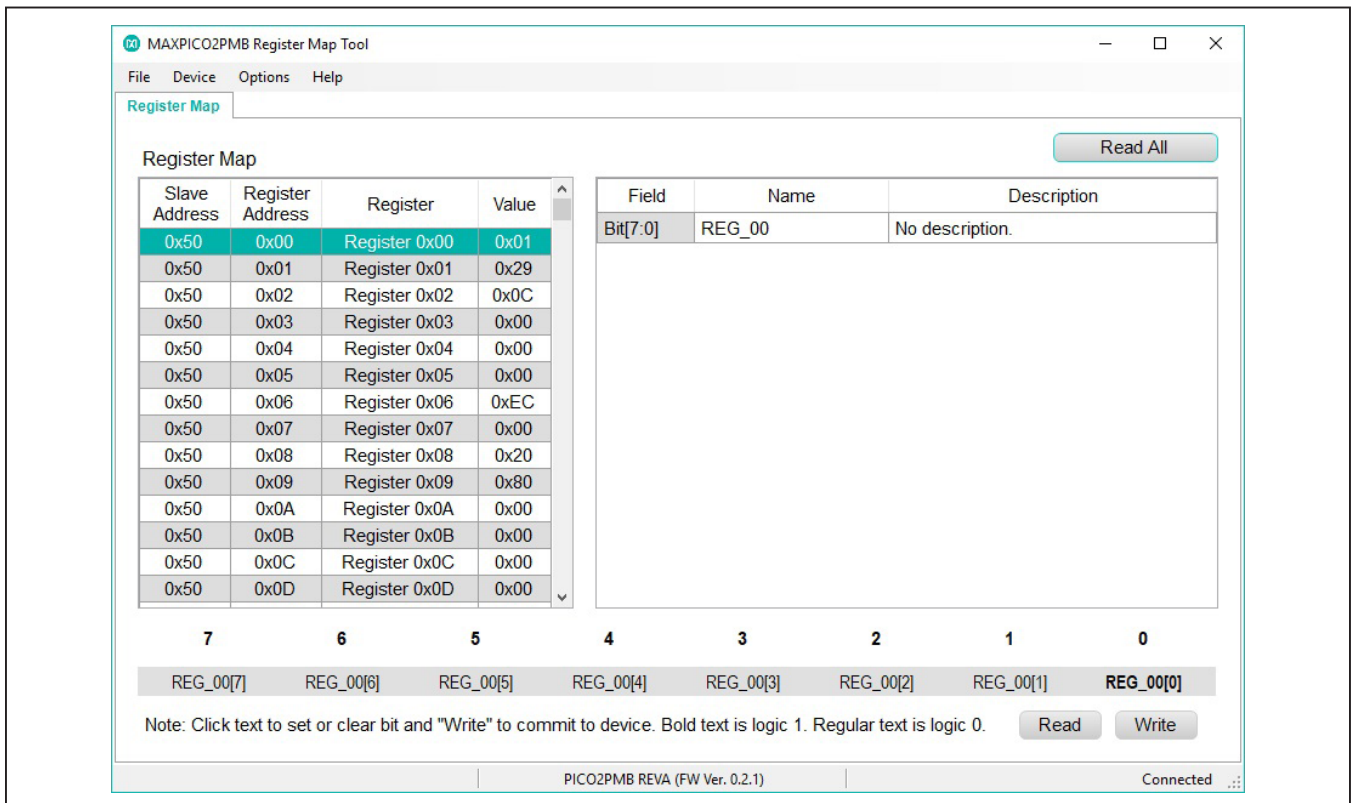 MAXPICO2PMB Register Map Tool
File Device Options Help
Register Map
Read All
Register Map
Slave Address Register Address Register Value
0x50 0x00 Register 0x00 0x01
0x50 0x01 Register 0x01 0x29
0x50 0x02 Register 0x02 0x0C
0x50 0x03 Register 0x03 0x00
0x50 0x04 Register 0x04 0x00
0x50 0x05 Register 0x05 0x00
0x50 0x06 Register 0x06 0xEC
0x50 0x07 Register 0x07 0x00
0x50 0x08 Register 0x08 0x20
0x50 0x09 Register 0x09 0x80
0x50 0x0A Register 0x0A 0x00
0x50 0x0B Register 0x0B 0x00
0x50 0x0C Register 0x0C 0x00
0x50 0x0D Register 0x0D 0x00
Field Name Description
Bit[7:0] REG_00 No description.
7 6 5 4 3 2 1 0
REG_00[7] REG_00[6] REG_00[5] REG_00[4] REG_00[3] REG_00[2] REG_00[1] REG_00[0]
Note: Click text to set or clear bit and "Write" to commit to device. Bold text is logic 1. Regular text is logic 0. Read Write
PICO2PMB REVA (FW Ver. 0.2.1) Connected